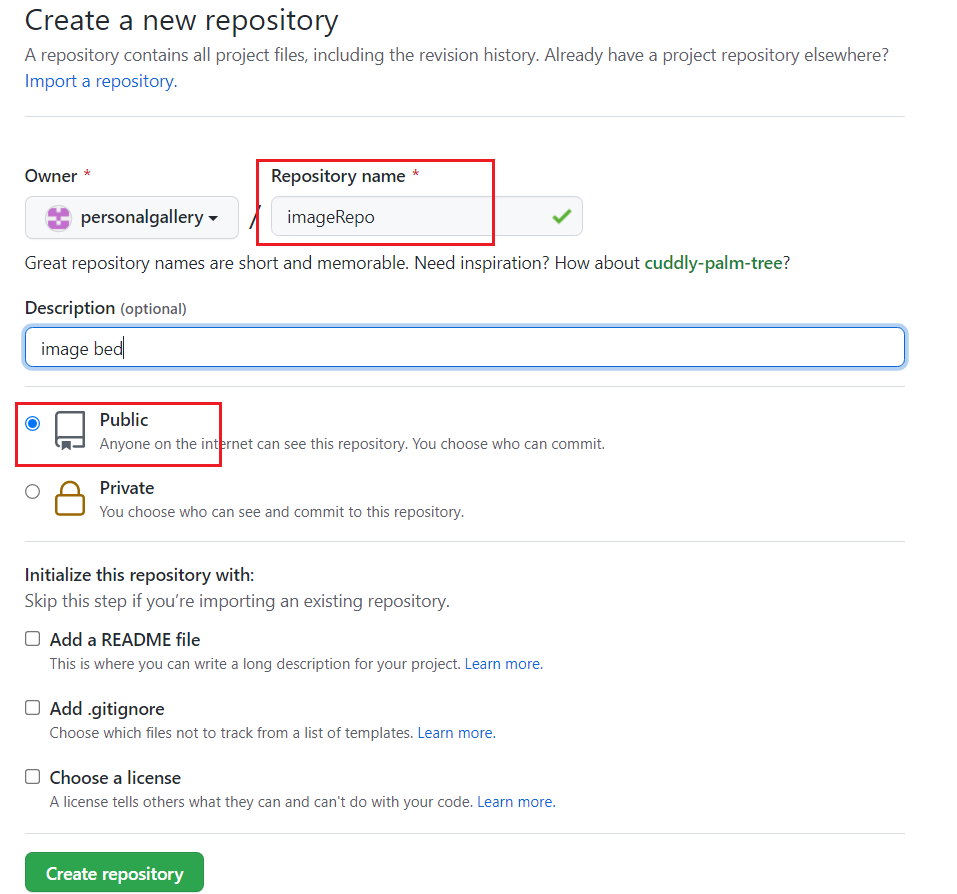 Create a new repository
A repository contains all project files, including the revision history. Already have a project repository elsewhere?
Import a repository.
Owner * Repository name *
personalgallery / imageRepo
Great repository names are short and memorable. Need inspiration? How about cuddly-palm-tree?
Description (optional)
image bed
Public
Anyone on the internet can see this repository. You choose who can commit.
Private
You choose who can see and commit to this repository.
Initialize this repository with:
Skip this step if you’re importing an existing repository.
Add a README file
This is where you can write a long description for your project. Learn more.
Add .gitignore
Choose which files not to track from a list of templates. Learn more.
Choose a license
A license tells others what they can and can't do with your code. Learn more.
Create repository